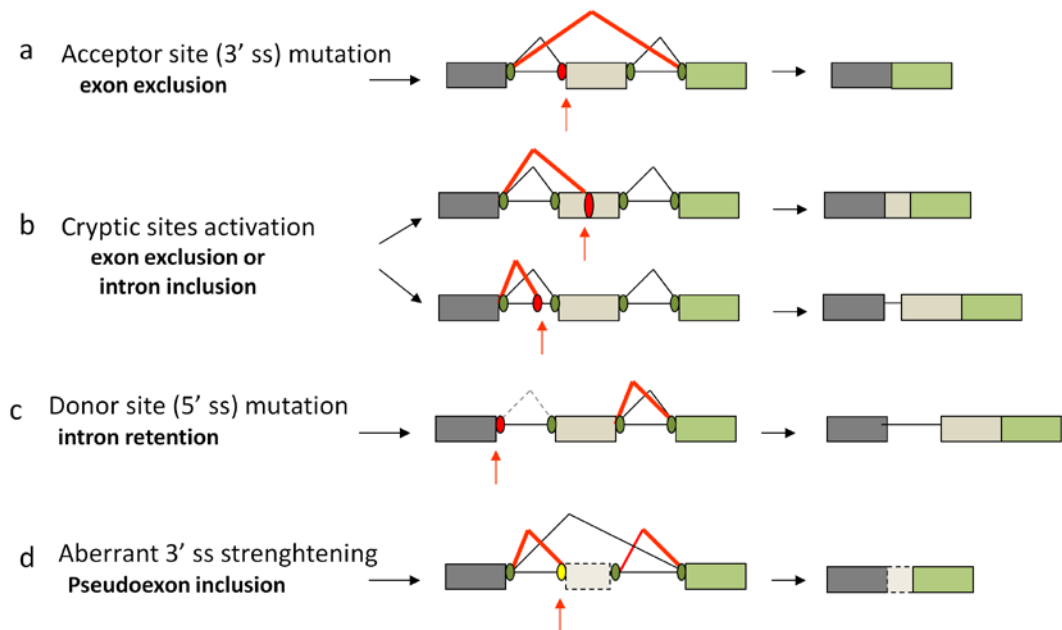 a Acceptor site (3’ ss) mutation
exon exclusion
b Cryptic sites activation
exon exclusion or
intron inclusion
c Donor site (5’ ss) mutation
intron retention
d Aberrant 3’ ss strenghtening
Pseudoexon inclusion